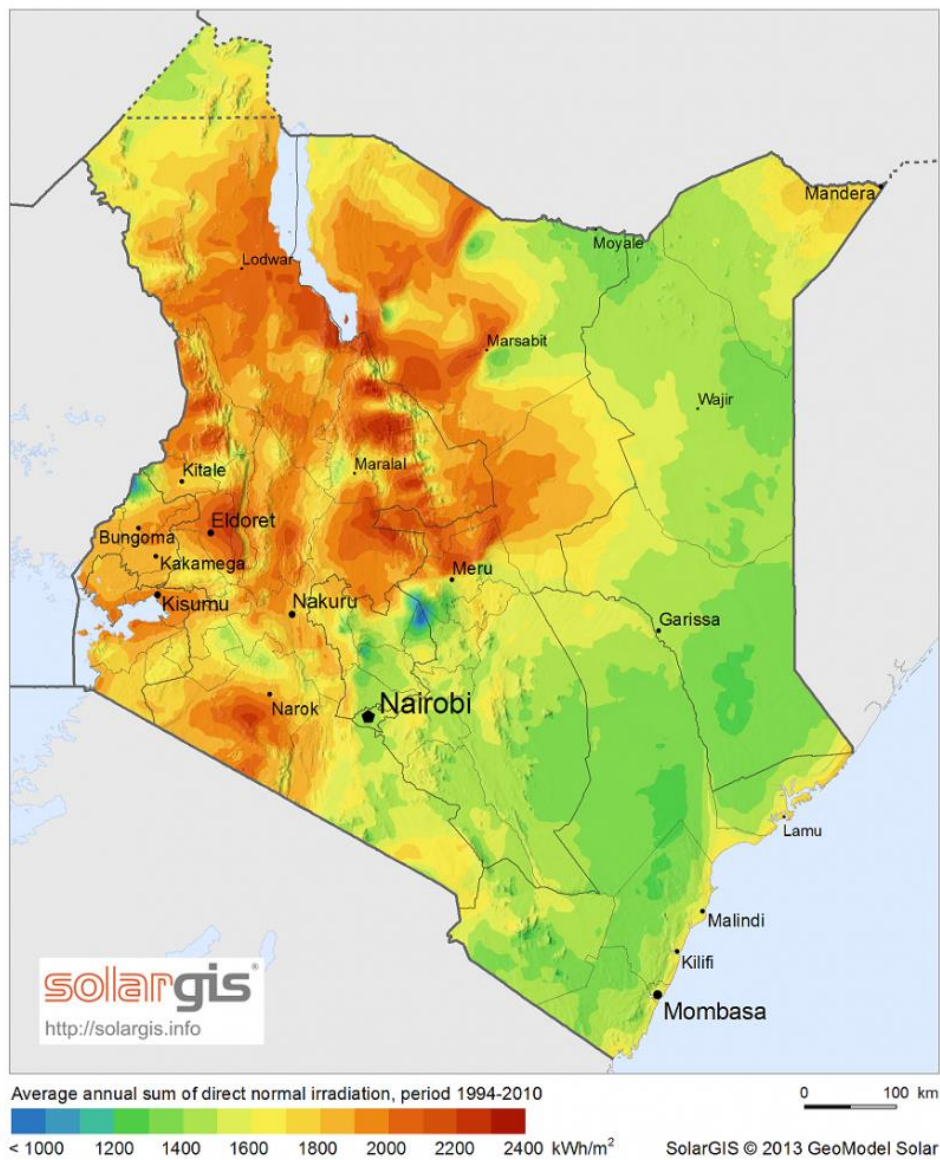 Mandera
Moyale
Lodwar
Marsabit
Wajir
Kitale
Maralal
Eldoret
Bungoma
Kakamega
Meru
Kisumu
Nakuru
Garissa
Narok
Nairobi
Lamu
Malindi
Kilifi
Mombasa
solargis®
http://solargis.info
Average annual sum of direct normal irradiation, period 1994-2010
0 100 km
< 1000 1200 1400 1600 1800 2000 2200 2400 kWh/m²
SolarGIS © 2013 GeoModel Solar